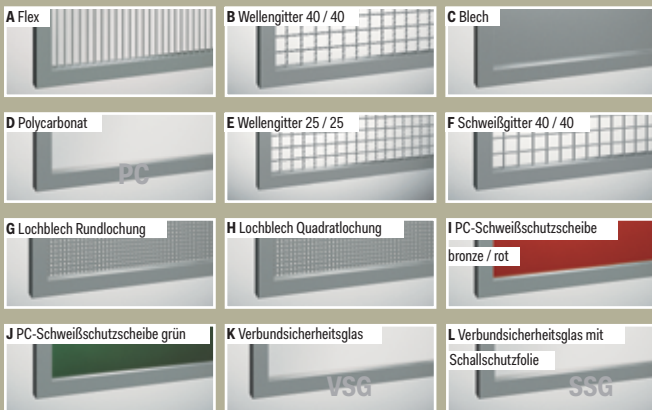 A Flex
B Wellengitter 40 / 40
C Blech
D Polycarbonat
PC
E Wellengitter 25 / 25
F Schweißgitter 40 / 40
G Lochblech Rundlochung
H Lochblech Quadratlochung
I PC-Schweißschutzscheibe
bronze / rot
J PC-Schweißschutzscheibe grün
K Verbundsicherheitsglas
VSG
L Verbundsicherheitsglas mit
Schallschutzfolie
SSG